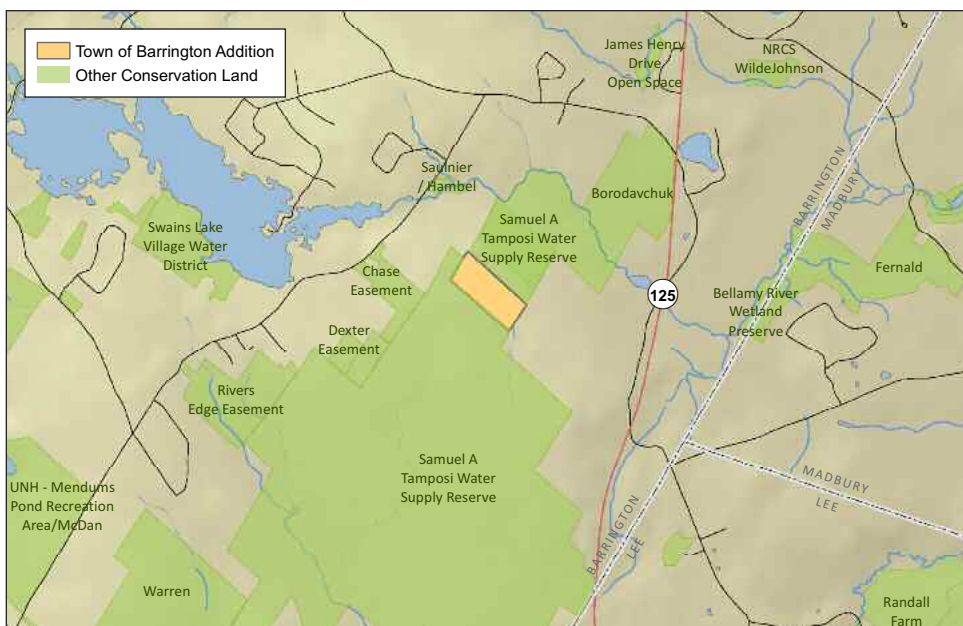 Town of Barrington Addition
Other Conservation Land
James Henry
Drive
Open Space
NRCS
WildeJohnson
Saulnier
Hambel
Borodavchuk
BARRINGTON
MADBURY
Swains Lake
Village Water
District
Samuel A
Tamposi Water
Supply Reserve
Chase
Easement
Fernald
125
Bellamy River
Wetland
Preserve
Dexter
Easement
Rivers
Edge Easement
Samuel A
Tamposi Water
Supply Reserve
MADBURY
LEE
UNH - Mendums
Pond Recreation
Area/McDan
BARRINGTON
LEE
Warren
Randall
Farm